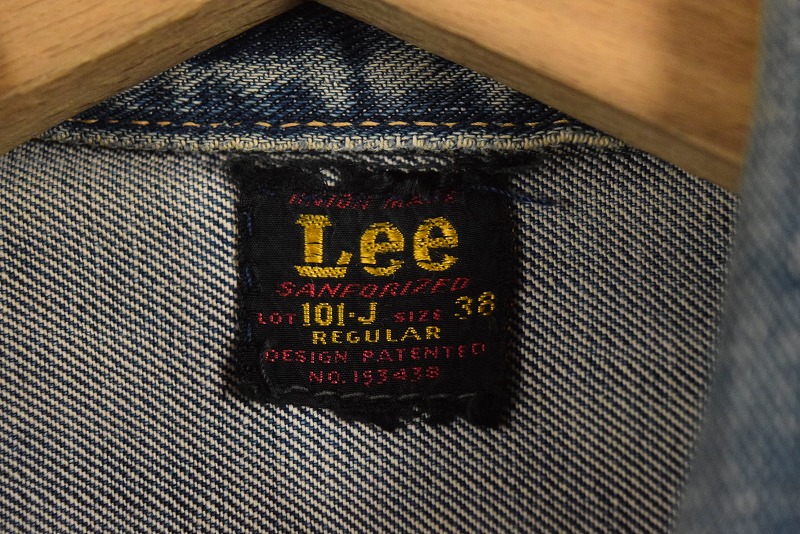 UNION MADE
Lee
SANFORIZED
LOT 101-J SIZE 38
REGULAR
DESIGN PATENTED
NO. 153438